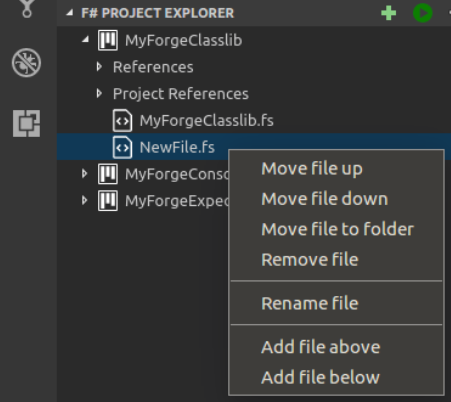 F# PROJECT EXPLORER
MyForgeClasslib
References
Project References
MyForgeClasslib.fs
NewFile.fs
MyForgeConso
MyForgeExpec
Move file up
Move file down
Move file to folder
Remove file
Rename file
Add file above
Add file below